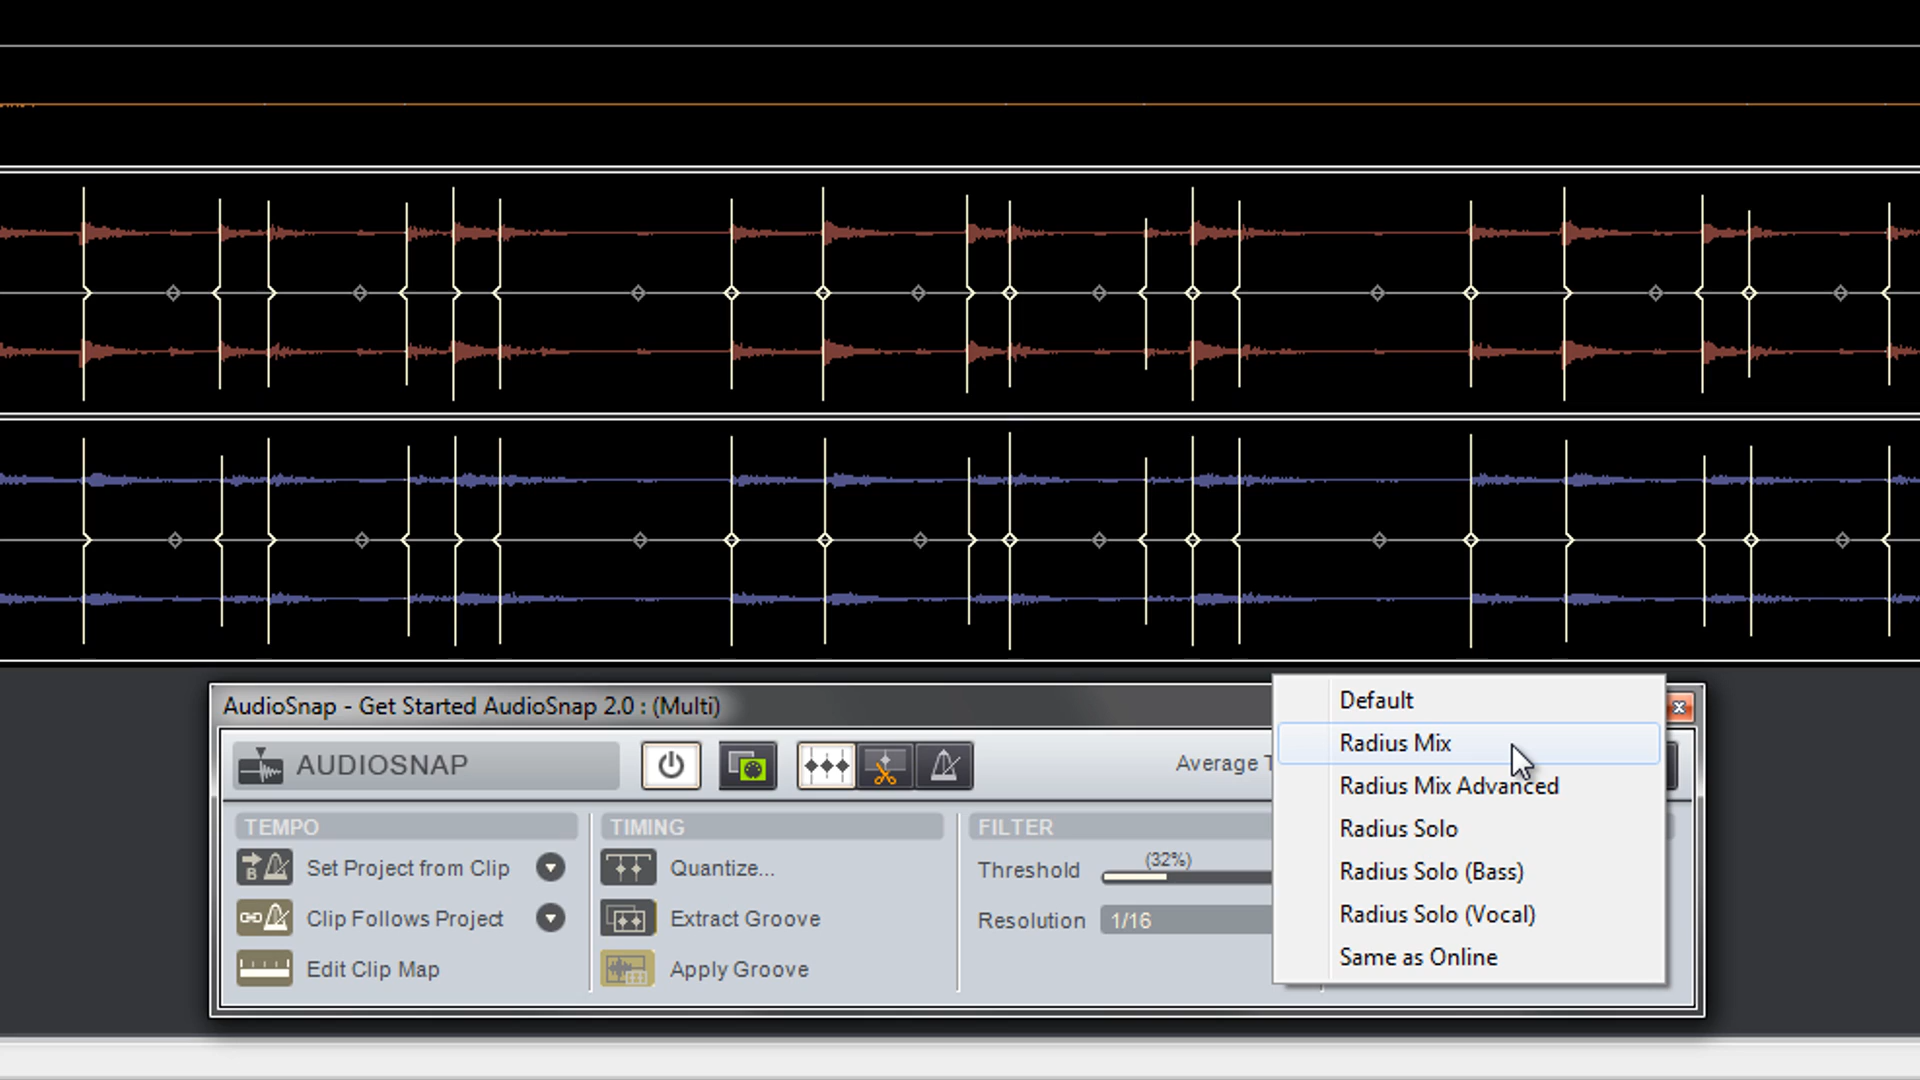 AudioSnap - Get Started AudioSnap 2.0 : (Multi)
AUDIOSNAP
Average T
TEMPO
Set Project from Clip
Clip Follows Project
Edit Clip Map
TIMING
Quantize...
Extract Groove
Apply Groove
FILTER
Threshold
(32%)
Resolution
1/16
Default
Radius Mix
Radius Mix Advanced
Radius Solo
Radius Solo (Bass)
Radius Solo (Vocal)
Same as Online